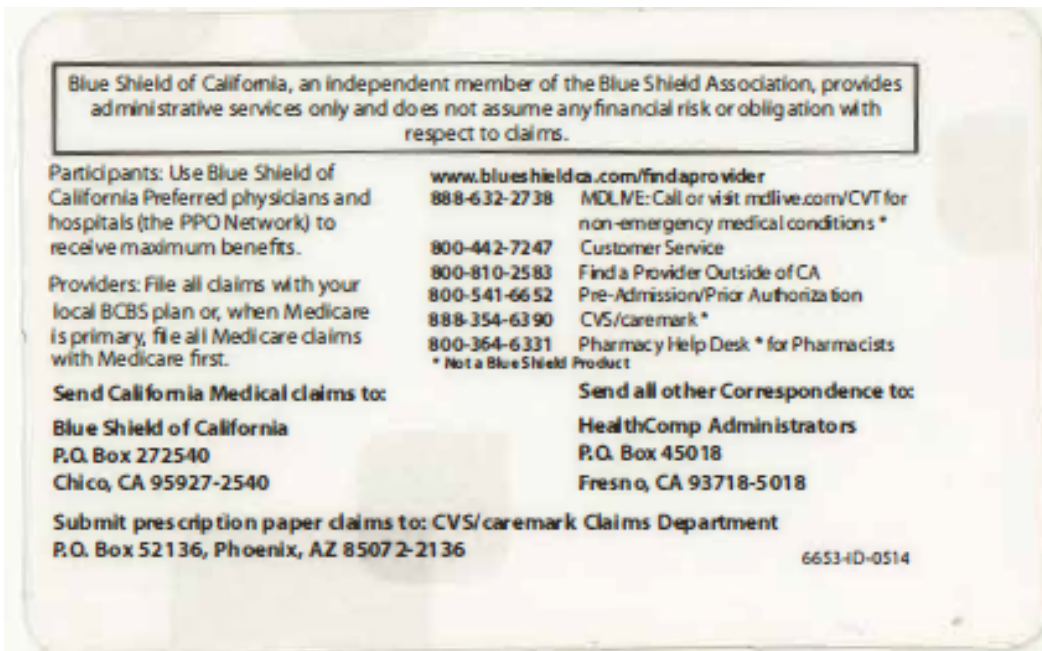 Blue Shield of California, an independent member of the Blue Shield Association, provides
administrative services only and does not assume any financial risk or obligation with
respect to claims.
Participants: Use Blue Shield of
California Preferred physicians and
hospitals (the PPO Network) to
receive maximum benefits.
Providers: File all claims with your
local BCBS plan or, when Medicare
is primary, file all Medicare claims
with Medicare first.
www.blueshieldca.com/findaprovider
888-632-2738 MDLIVE: Call or visit mdlive.com/CVT for
non-emergency medical conditions *
800-442-7247 Customer Service
800-810-2583 Find a Provider Outside of CA
800-541-6652 Pre-Admission/Prior Authorization
888-354-6390 CVS/caremark *
800-364-6331 Pharmacy Help Desk * for Pharmacists
* Not a Blue Shield Product
Send California Medical claims to:
Blue Shield of California
P.O. Box 272540
Chico, CA 95927-2540
Send all other Correspondence to:
HealthComp Administrators
P.O. Box 45018
Fresno, CA 93718-5018
Submit prescription paper claims to: CVS/caremark Claims Department
P.O. Box 52136, Phoenix, AZ 85072-2136
6653-ID-0514